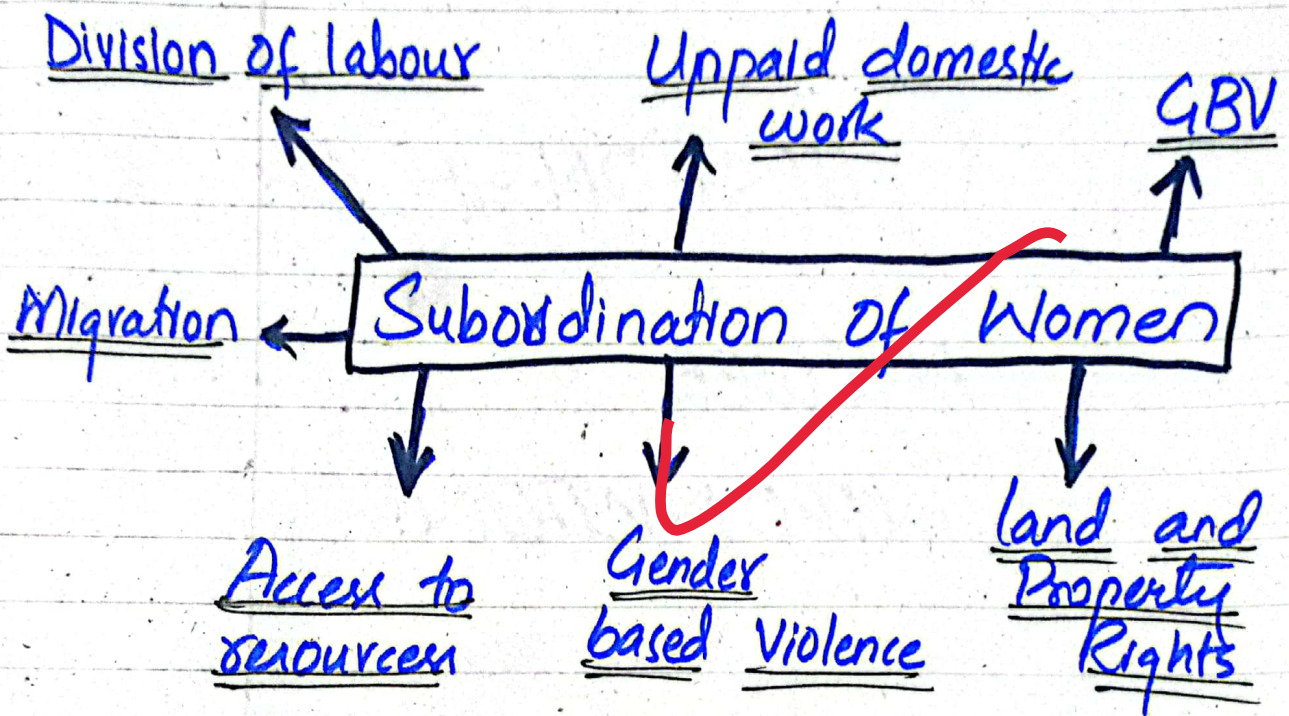 Division of labour
Unpaid domestic
work
GBV
Migration
Subordination of Women
Access to
resources
Gender
based Violence
land and
Property
Rights